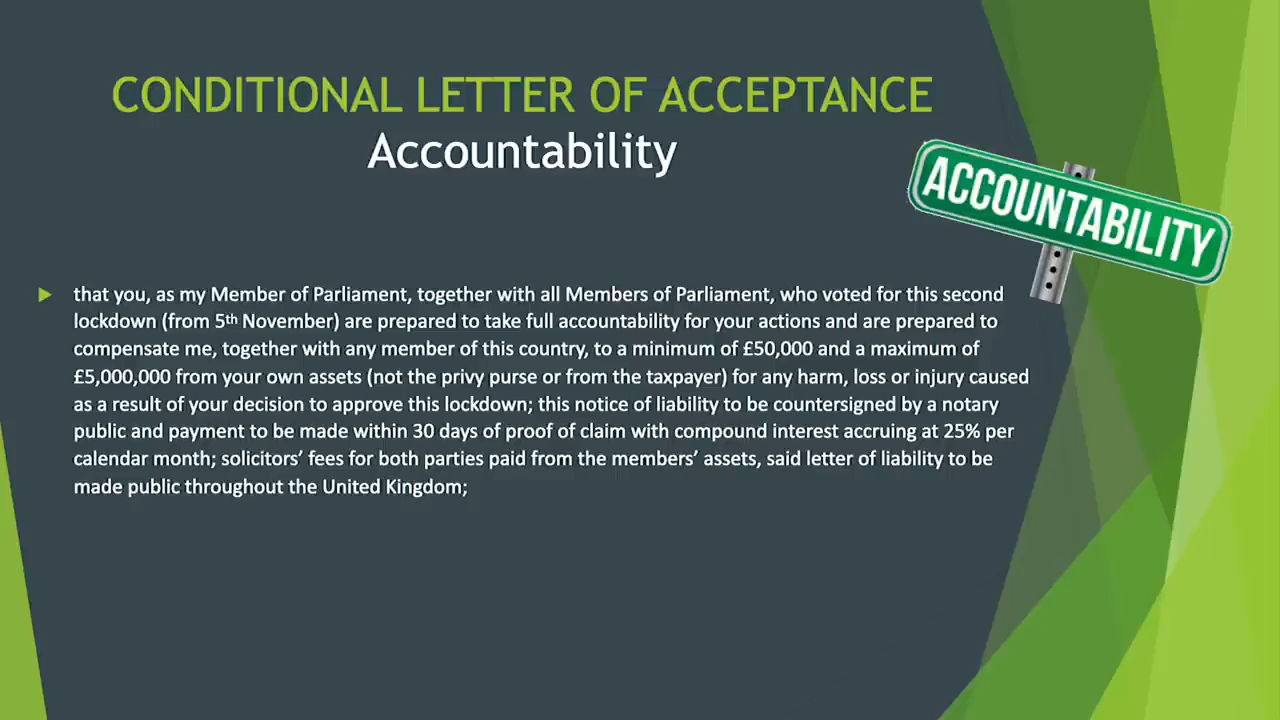 CONDITIONAL LETTER OF ACCEPTANCE
Accountability
ACCOUNTABILITY
that you, as my Member of Parliament, together with all Members of Parliament, who voted for this second
lockdown (from 5th November) are prepared to take full accountability for your actions and are prepared to
compensate me, together with any member of this country, to a minimum of £50,000 and a maximum of
£5,000,000 from your own assets (not the privy purse or from the taxpayer) for any harm, loss or injury caused
as a result of your decision to approve this lockdown; this notice of liability to be countersigned by a notary
public and payment to be made within 30 days of proof of claim with compound interest accruing at 25% per
calendar month; solicitors’ fees for both parties paid from the members’ assets, said letter of liability to be
made public throughout the United Kingdom;